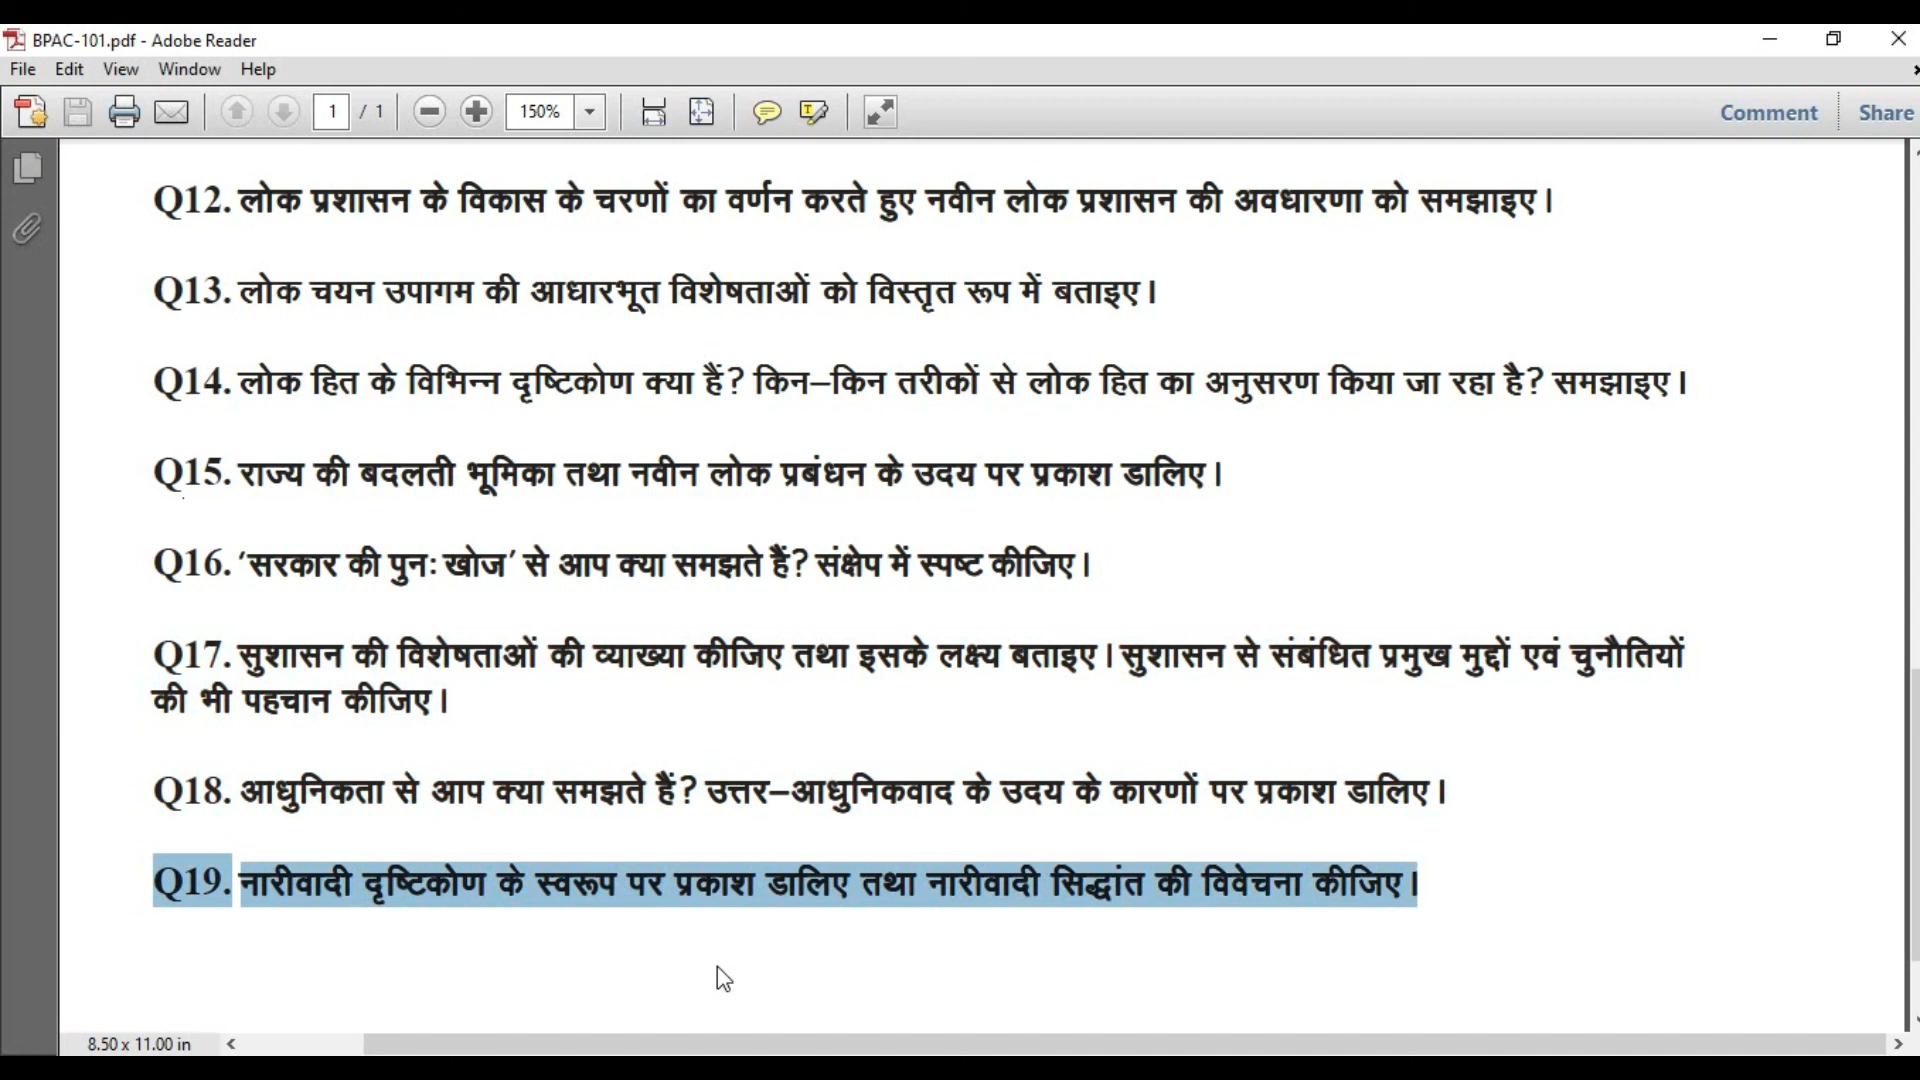 BPAC-101.pdf - Adobe Reader
File Edit View Window Help
1 / 1 150% Comment Share
Q12. लोक प्रशासन के विकास के चरणों का वर्णन करते हुए नवीन लोक प्रशासन की अवधारणा को समझाइए।
Q13. लोक चयन उपागम की आधारभूत विशेषताओं को विस्तृत रूप में बताइए।
Q14. लोक हित के विभिन्न दृष्टिकोण क्या हैं? किन–किन तरीकों से लोक हित का अनुसरण किया जा रहा है? समझाइए।
Q15. राज्य की बदलती भूमिका तथा नवीन लोक प्रबंधन के उदय पर प्रकाश डालिए।
Q16. ‘सरकार की पुनः खोज’ से आप क्या समझते हैं? संक्षेप में स्पष्ट कीजिए।
Q17. सुशासन की विशेषताओं की व्याख्या कीजिए तथा इसके लक्ष्य बताइए। सुशासन से संबंधित प्रमुख मुद्दों एवं चुनौतियों
की भी पहचान कीजिए।
Q18. आधुनिकता से आप क्या समझते हैं? उत्तर–आधुनिकवाद के उदय के कारणों पर प्रकाश डालिए।
Q19. नारीवादी दृष्टिकोण के स्वरूप पर प्रकाश डालिए तथा नारीवादी सिद्धांत की विवेचना कीजिए।
8.50 x 11.00 in